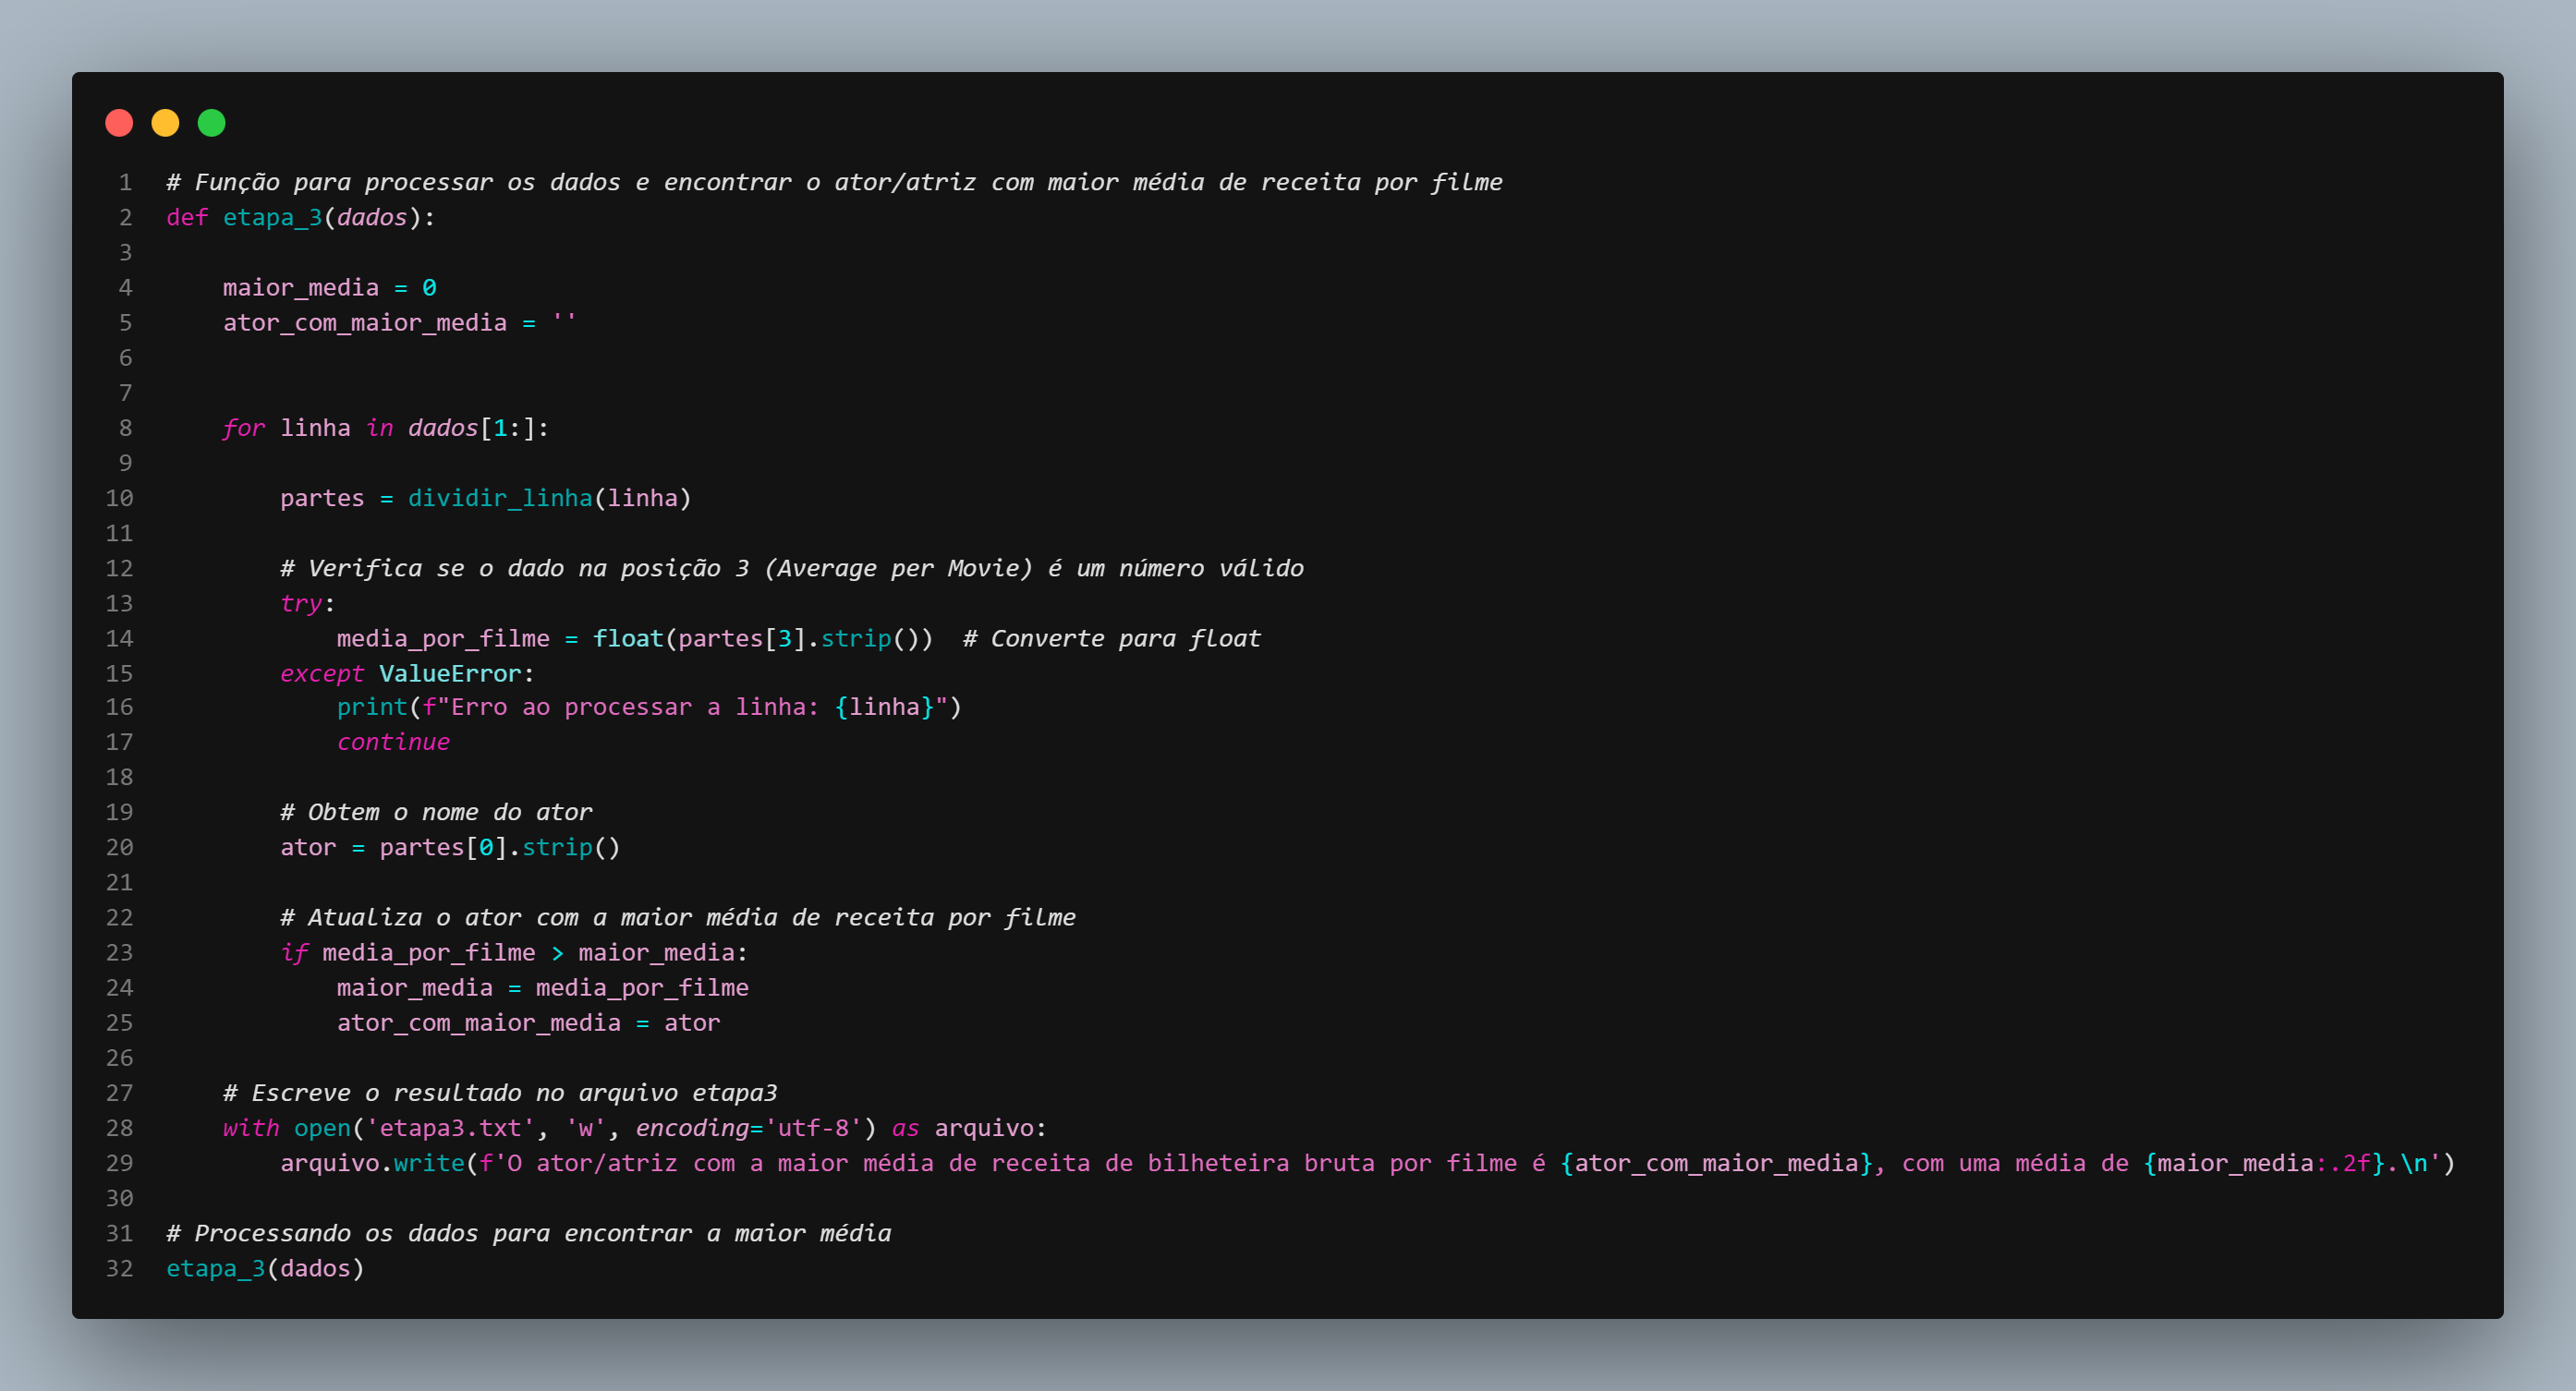 1 # Função para processar os dados e encontrar o ator/atriz com maior média de receita por filme
2 def etapa_3(dados):
3
4     maior_media = 0
5     ator_com_maior_media = ''
6
7
8     for linha in dados[1:]:
9
10         partes = dividir_linha(linha)
11
12         # Verifica se o dado na posição 3 (Average per Movie) é um número válido
13         try:
14             media_por_filme = float(partes[3].strip())  # Converte para float
15         except ValueError:
16             print(f"Erro ao processar a linha: {linha}")
17             continue
18
19         # Obtem o nome do ator
20         ator = partes[0].strip()
21
22         # Atualiza o ator com a maior média de receita por filme
23         if media_por_filme > maior_media:
24             maior_media = media_por_filme
25             ator_com_maior_media = ator
26
27     # Escreve o resultado no arquivo etapa3
28     with open('etapa3.txt', 'w', encoding='utf-8') as arquivo:
29         arquivo.write(f'O ator/atriz com a maior média de receita de bilheteira bruta por filme é {ator_com_maior_media}, com uma média de {maior_media:.2f}.\n')
30
31 # Processando os dados para encontrar a maior média
32 etapa_3(dados)